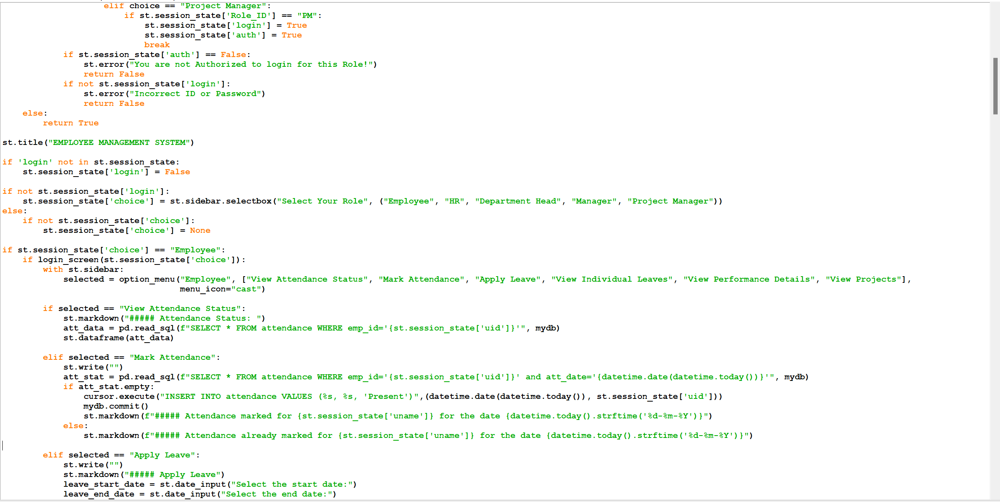 elif choice == "Project Manager":
if st.session_state['Role_ID'] == "PM":
st.session_state['login'] = True
st.session_state['auth'] = True
break
if st.session_state['auth'] == False:
st.error("You are not Authorized to login for this Role!")
return False
if not st.session_state['login']:
st.error("Incorrect ID or Password")
return False
else:
return True
st.title("EMPLOYEE MANAGEMENT SYSTEM")
if 'login' not in st.session_state:
st.session_state['login'] = False
if not st.session_state['login']:
st.session_state['choice'] = st.sidebar.selectbox("Select Your Role", ("Employee", "HR", "Department Head", "Manager", "Project Manager"))
else:
if not st.session_state['choice']:
st.session_state['choice'] = None
if st.session_state['choice'] == "Employee":
if login_screen(st.session_state['choice']):
with st.sidebar:
selected = option_menu("Employee", ["View Attendance Status", "Mark Attendance", "Apply Leave", "View Individual Leaves", "View Performance Details", "View Projects"],
menu_icon="cast")
if selected == "View Attendance Status":
st.markdown("##### Attendance Status: ")
att_data = pd.read_sql(f"SELECT * FROM attendance WHERE emp_id='{st.session_state['uid']}'", mydb)
st.dataframe(att_data)
elif selected == "Mark Attendance":
st.write("")
att_stat = pd.read_sql(f"SELECT * FROM attendance WHERE emp_id='{st.session_state['uid']}' and att_date='{datetime.date(datetime.today())}'", mydb)
if att_stat.empty:
cursor.execute("INSERT INTO attendance VALUES (%s, %s, 'Present')",(datetime.date(datetime.today()), st.session_state['uid']))
mydb.commit()
st.markdown(f"##### Attendance marked for {st.session_state['uname']} for the date {datetime.today().strftime('%d-%m-%Y')}")
else:
st.markdown(f"##### Attendance already marked for {st.session_state['uname']} for the date {datetime.today().strftime('%d-%m-%Y')}")
elif selected == "Apply Leave":
st.write("")
st.markdown("##### Apply Leave")
leave_start_date = st.date_input("Select the start date:")
leave_end_date = st.date_input("Select the end date:")